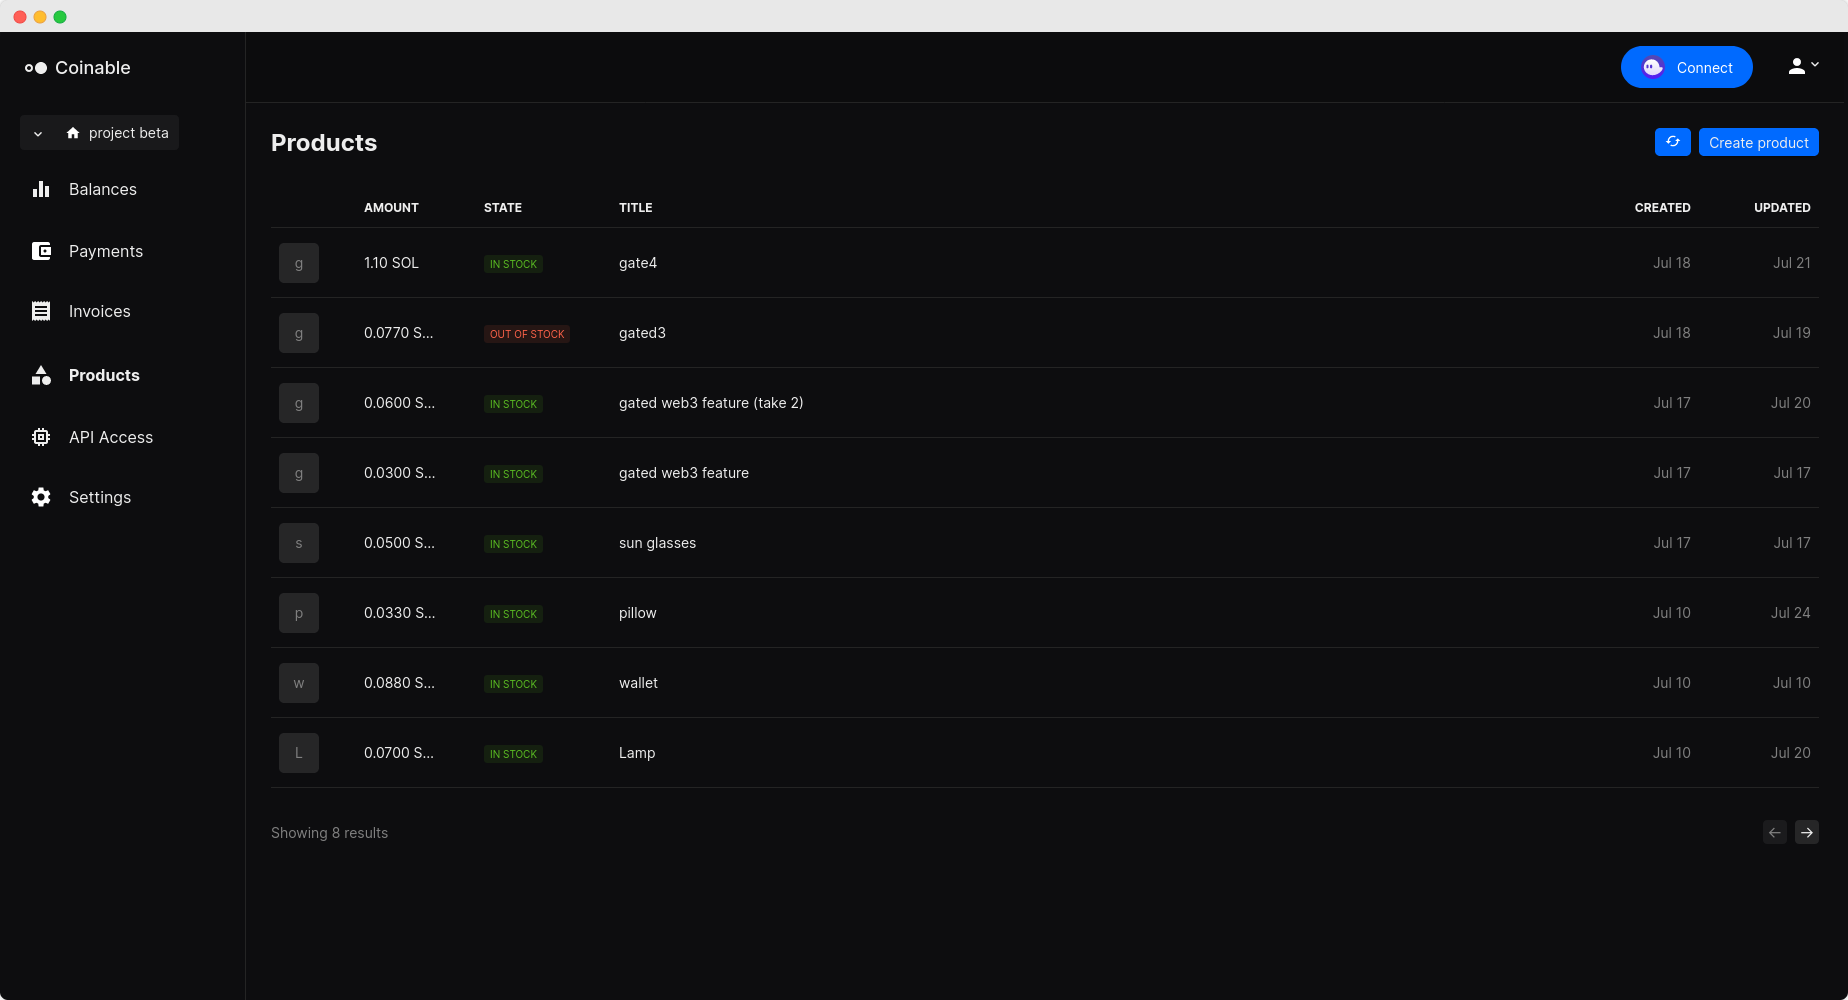 Coinable
Connect
project beta
Balances
Payments
Invoices
Products
API Access
Settings
Products
Create product
AMOUNT STATE TITLE CREATED UPDATED
g 1.10 SOL IN STOCK gate4 Jul 18 Jul 21
g 0.0770 S... OUT OF STOCK gated3 Jul 18 Jul 19
g 0.0600 S... IN STOCK gated web3 feature (take 2) Jul 17 Jul 20
g 0.0300 S... IN STOCK gated web3 feature Jul 17 Jul 17
s 0.0500 S... IN STOCK sun glasses Jul 17 Jul 17
p 0.0330 S... IN STOCK pillow Jul 10 Jul 24
w 0.0880 S... IN STOCK wallet Jul 10 Jul 10
L 0.0700 S... IN STOCK Lamp Jul 10 Jul 20
Showing 8 results